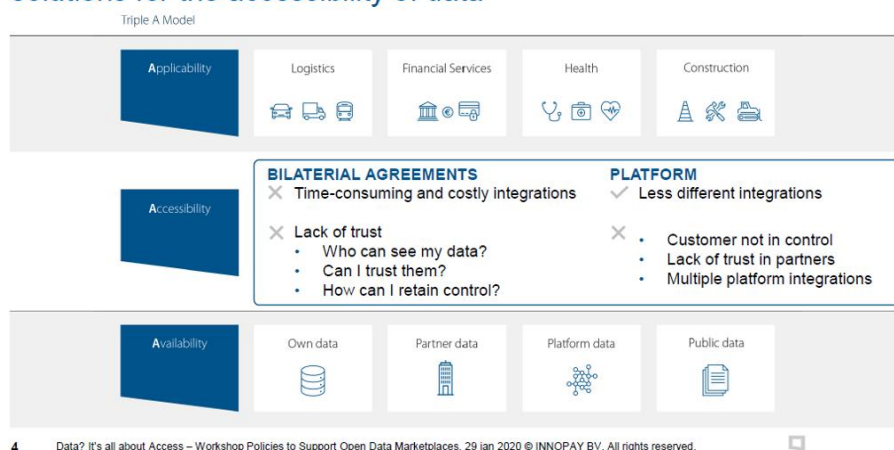 Triple A Model
Applicability
Logistics
Financial Services
Health
Construction
Accessibility
BILATERIAL AGREEMENTS
Time-consuming and costly integrations
Lack of trust
• Who can see my data?
• Can I trust them?
• How can I retain control?
PLATFORM
Less different integrations
• Customer not in control
• Lack of trust in partners
• Multiple platform integrations
Availability
Own data
Partner data
Platform data
Public data
4 Data? It's all about Access – Workshop Policies to Support Open Data Marketplaces, 29 jan 2020 © INNOPAY BV. All rights reserved.